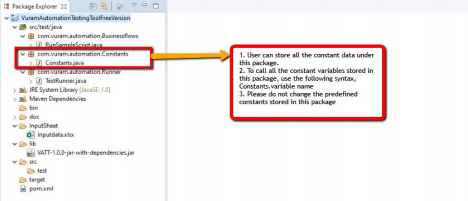 Package Explorer
VuramAutomationTestingToolFreeVersion
src/test/java
com.vuram.automation.Businessflows
RunSampleScript.java
com.vuram.automation.Constants
Constants.java
com.vuram.automation.Runner
TestRunner.java
JRE System Library [JavaSE-1.8]
Maven Dependencies
bin
doc
InputSheet
Inputdata.xlsx
lib
VATT-1.0.0-jar-with-dependencies.jar
src
test
target
pom.xml
1. User can store all the constant data under
this package.
2. To call all the constant variables stored in
this package, use the following syntax,
Constants.variable name
3. Please do not change the predefined
constants stored in this package